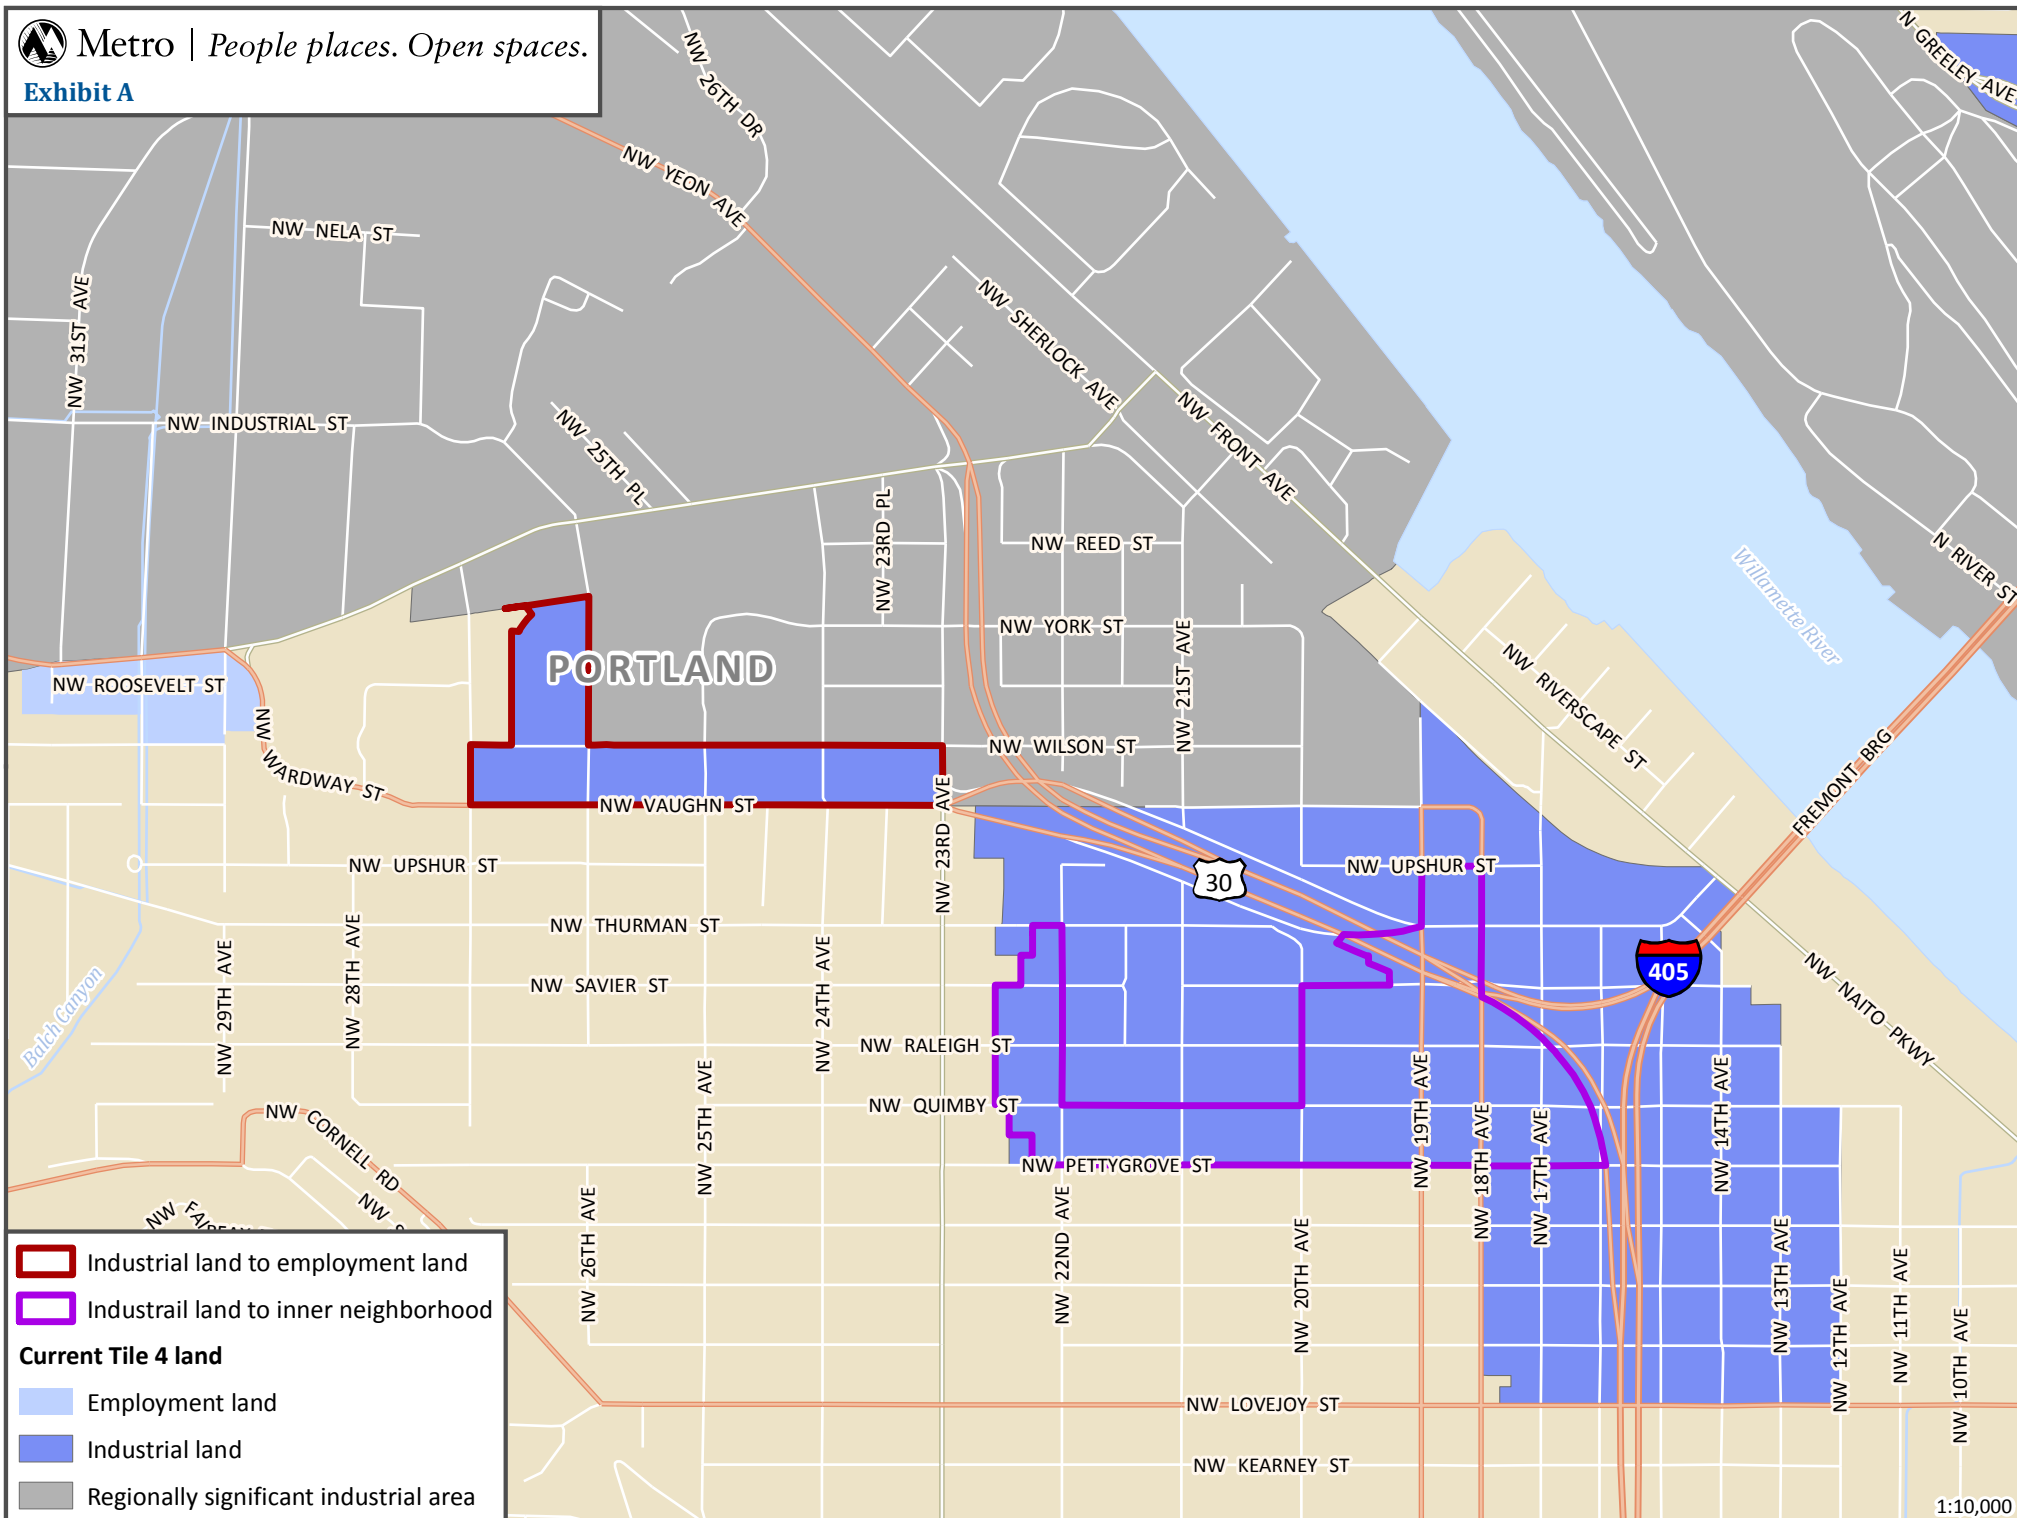 Metro | People places. Open spaces.
Exhibit A
NW 26TH DR
NW YEON AVE
N GREELEY AVE
NW NELA ST
NW 31ST AVE
NW SHERLOCK AVE
NW INDUSTRIAL ST
NW 25TH PL
NW FRONT AVE
NW 23RD PL
NW REED ST
N RIVER ST
Willamette River
NW YORK ST
NW 21ST AVE
PORTLAND
NW ROOSEVELT ST
NW RIVERSCAPE ST
NW WARDWAY ST
NW WILSON ST
FREMONT BRG
NW VAUGHN ST
NW 23RD AVE
NW UPSHUR ST
NW UPSHUR ST
30
NW THURMAN ST
NW 29TH AVE
NW 28TH AVE
NW 24TH AVE
405
NW SAVIER ST
NW NAITO PKWY
Balch Canyon
NW RALEIGH ST
NW 25TH AVE
NW 19TH AVE
NW 14TH AVE
NW QUIMBY ST
NW CORNELL RD
NW 18TH AVE
NW 17TH AVE
NW PETTYGROVE ST
NW
NW
NW 26TH AVE
NW 22ND AVE
NW 20TH AVE
NW 13TH AVE
NW 12TH AVE
NW 11TH AVE
NW 10TH AVE
NW LOVEJOY ST
NW KEARNEY ST
Industrial land to employment land
Industrail land to inner neighborhood
Current Tile 4 land
Employment land
Industrial land
Regionally significant industrial area
1:10,000